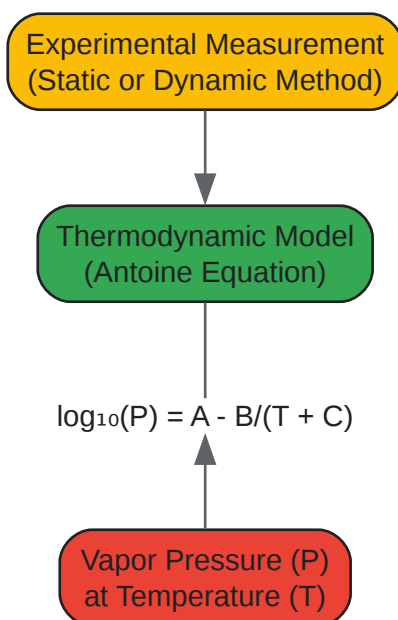 Experimental Measurement
(Static or Dynamic Method)
Thermodynamic Model
(Antoine Equation)
log₁₀(P) = A - B/(T + C)
Vapor Pressure (P)
at Temperature (T)